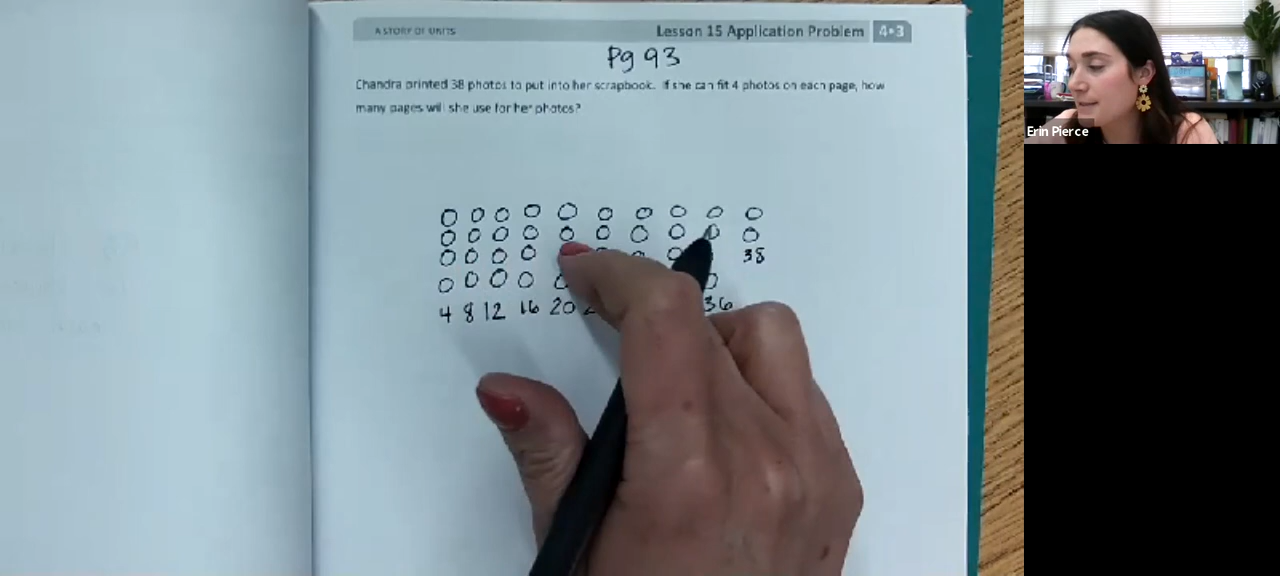 A STORY OF UNITS
Lesson 15 Application Problem 4•3
Pg 93
Chandra printed 38 photos to put into her scrapbook. If she can fit 4 photos on each page, how
many pages will she use for her photos?
38
4 8 12 16 20 36
Erin Pierce